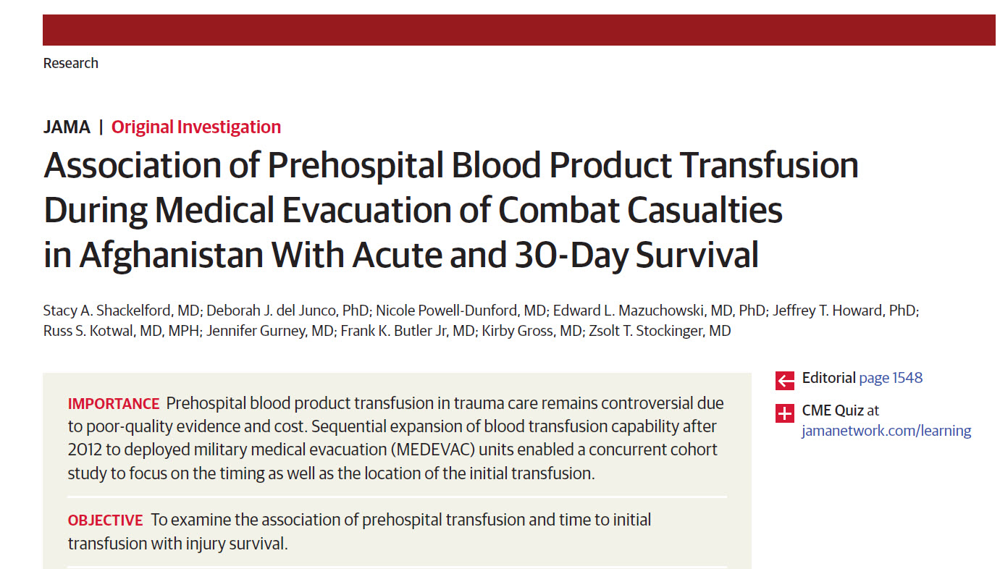 Research
JAMA | Original Investigation
Association of Prehospital Blood Product Transfusion
During Medical Evacuation of Combat Casualties
in Afghanistan With Acute and 30-Day Survival
Stacy A. Shackelford, MD; Deborah J. del Junco, PhD; Nicole Powell-Dunford, MD; Edward L. Mazuchowski, MD, PhD; Jeffrey T. Howard, PhD;
Russ S. Kotwal, MD, MPH; Jennifer Gurney, MD; Frank K. Butler Jr, MD; Kirby Gross, MD; Zsolt T. Stockinger, MD
IMPORTANCE Prehospital blood product transfusion in trauma care remains controversial due
to poor-quality evidence and cost. Sequential expansion of blood transfusion capability after
2012 to deployed military medical evacuation (MEDEVAC) units enabled a concurrent cohort
study to focus on the timing as well as the location of the initial transfusion.
OBJECTIVE To examine the association of prehospital transfusion and time to initial
transfusion with injury survival.
Editorial page 1548
CME Quiz at
jamanetwork.com/learning